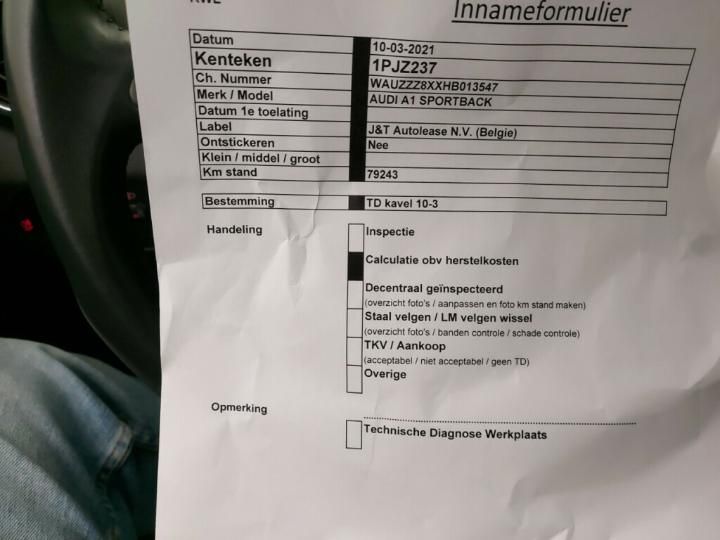 Innameformulier
Datum 10-03-2021
Kenteken 1PJZ237
Ch. Nummer WAUZZZ8XXHB013547
Merk / Model AUDI A1 SPORTBACK
Datum 1e toelating
Label J&T Autolease N.V. (Belgie)
Ontstickeren Nee
Klein / middel / groot
Km stand 79243
Bestemming TD kavel 10-3
Handeling Inspectie
Calculatie obv herstelkosten
Decentraal geïnspecteerd
(overzicht foto's / aanpassen en foto km stand maken)
Staal velgen / LM velgen wissel
(overzicht foto's / banden controle / schade controle)
TKV / Aankoop
(acceptabel / niet acceptabel / geen TD)
Overige
Opmerking
Technische Diagnose Werkplaats